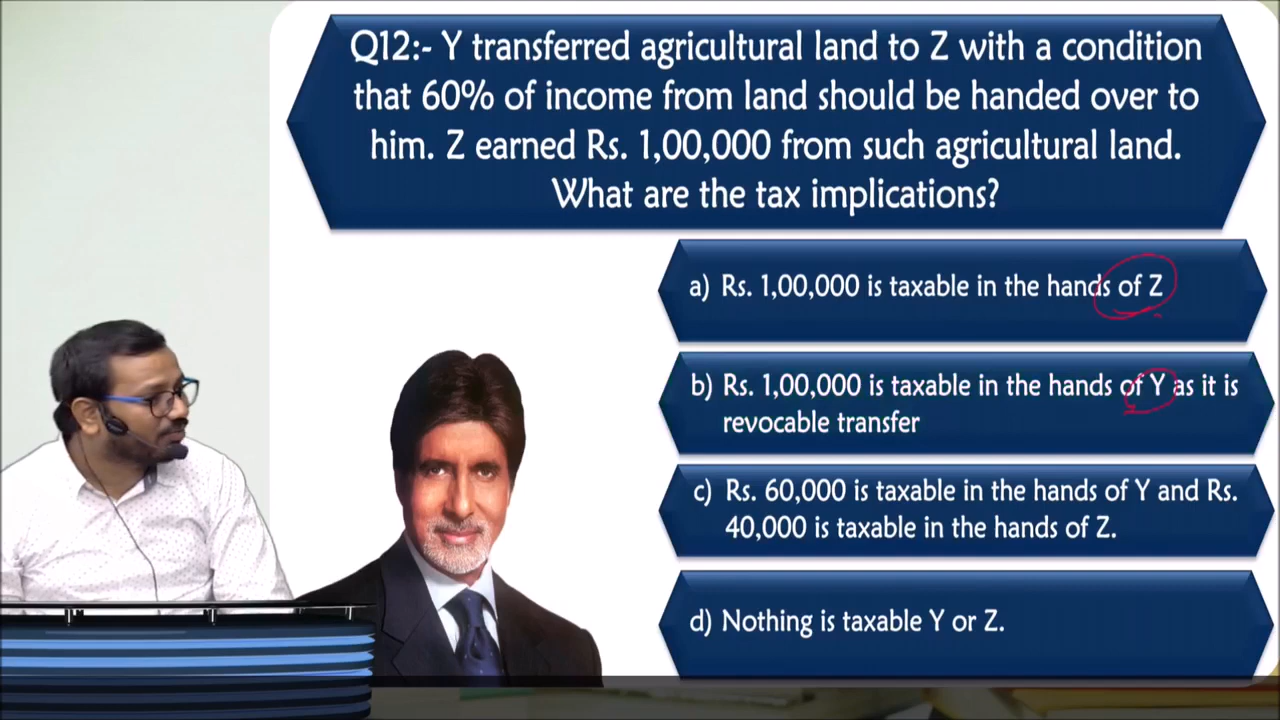 Q12:- Y transferred agricultural land to Z with a condition
that 60% of income from land should be handed over to
him. Z earned Rs. 1,00,000 from such agricultural land.
What are the tax implications?
a) Rs. 1,00,000 is taxable in the hands of Z
b) Rs. 1,00,000 is taxable in the hands of Y as it is
revocable transfer
c) Rs. 60,000 is taxable in the hands of Y and Rs.
40,000 is taxable in the hands of Z.
d) Nothing is taxable Y or Z.